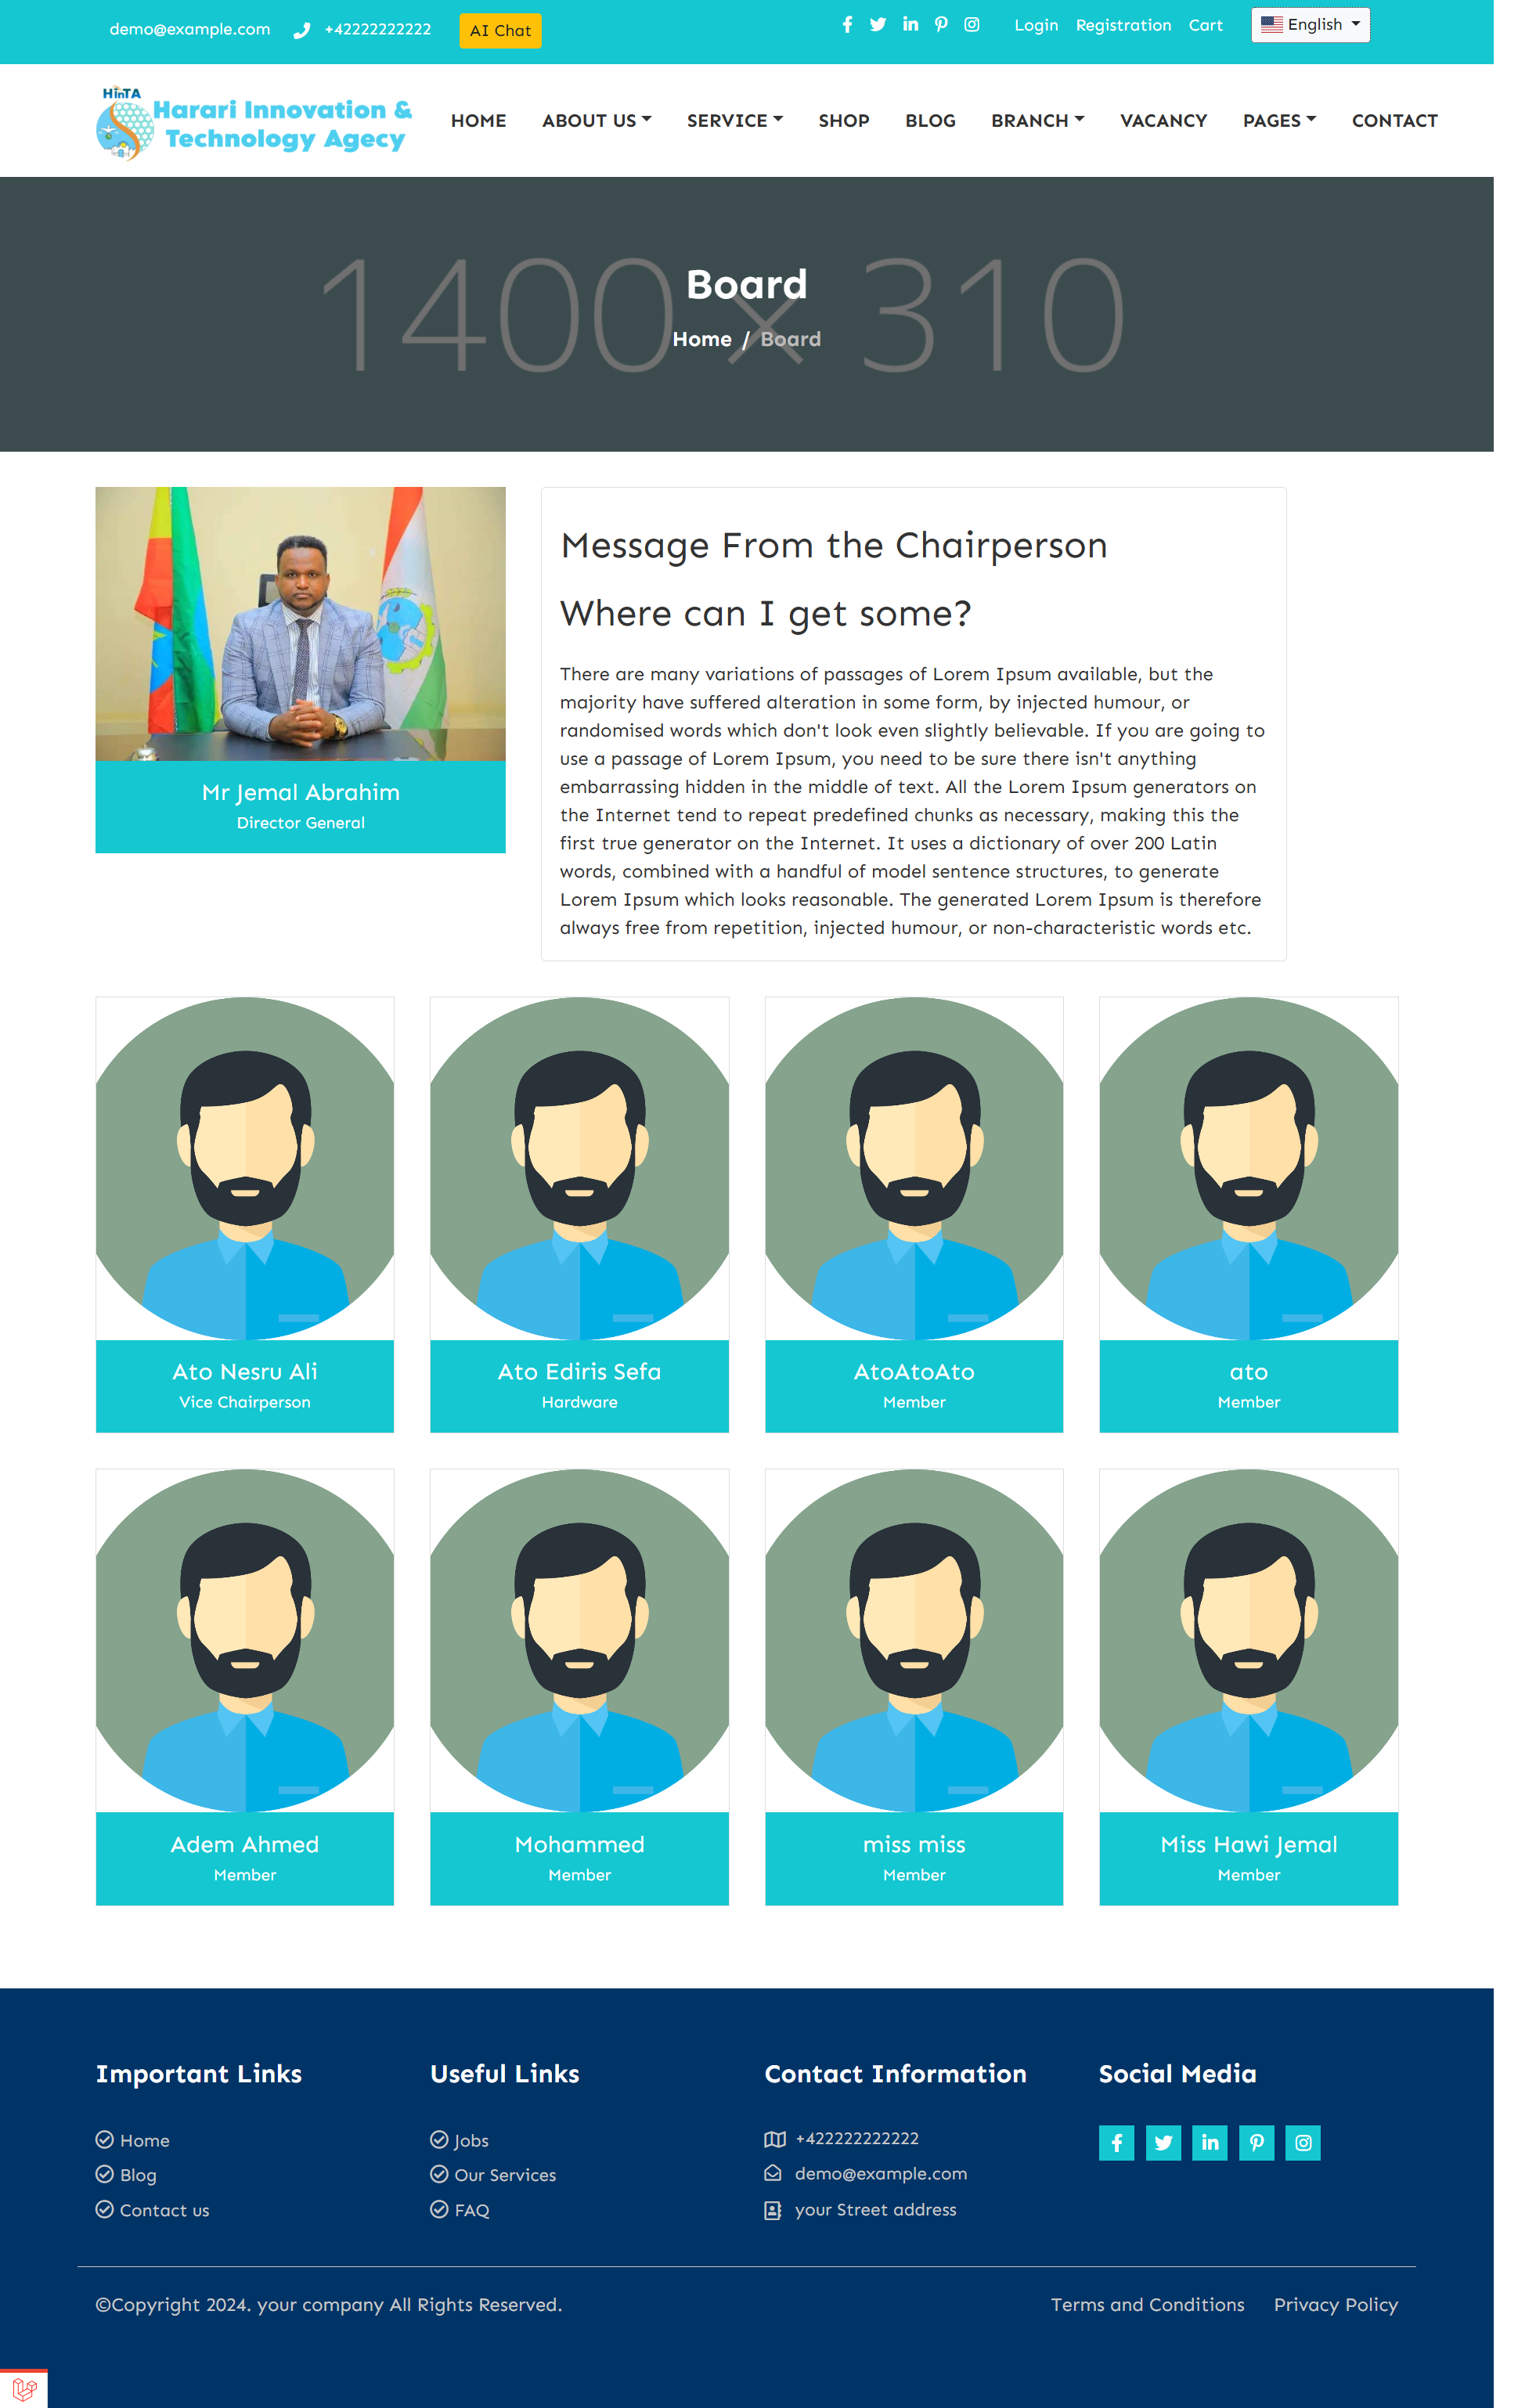 demo@example.com +42222222222 AI Chat Login Registration Cart English
HinTA
Harari Innovation &
Technology Agecy
HOME ABOUT US SERVICE SHOP BLOG BRANCH VACANCY PAGES CONTACT
1400 × 310
Board
Home / Board
Message From the Chairperson
Where can I get some?
There are many variations of passages of Lorem Ipsum available, but the
majority have suffered alteration in some form, by injected humour, or
randomised words which don't look even slightly believable. If you are going to
use a passage of Lorem Ipsum, you need to be sure there isn't anything
embarrassing hidden in the middle of text. All the Lorem Ipsum generators on
the Internet tend to repeat predefined chunks as necessary, making this the
first true generator on the Internet. It uses a dictionary of over 200 Latin
words, combined with a handful of model sentence structures, to generate
Lorem Ipsum which looks reasonable. The generated Lorem Ipsum is therefore
always free from repetition, injected humour, or non-characteristic words etc.
Mr Jemal Abrahim
Director General
Ato Nesru Ali
Vice Chairperson
Ato Ediris Sefa
Hardware
AtoAtoAto
Member
ato
Member
Adem Ahmed
Member
Mohammed
Member
miss miss
Member
Miss Hawi Jemal
Member
Important Links
Home
Blog
Contact us
Useful Links
Jobs
Our Services
FAQ
Contact Information
+422222222222
demo@example.com
your Street address
Social Media
©Copyright 2024. your company All Rights Reserved.
Terms and Conditions Privacy Policy